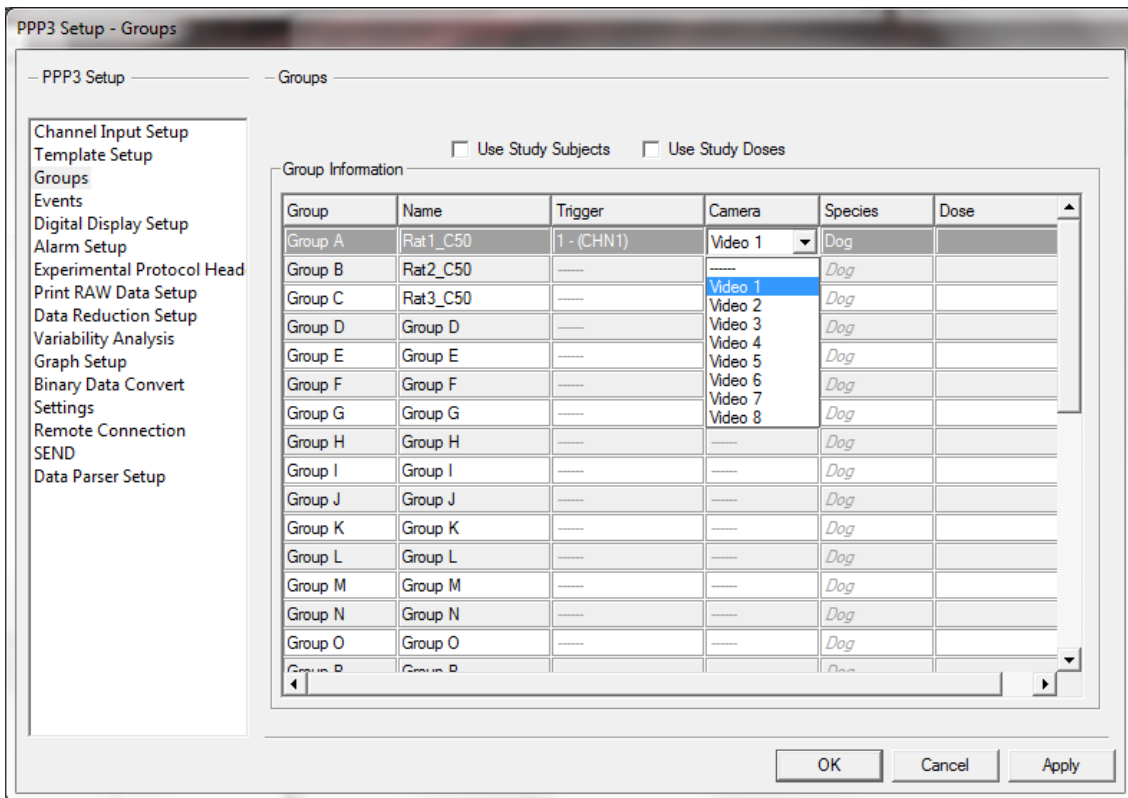 PPP3 Setup - Groups
PPP3 Setup
Groups
Channel Input Setup
Template Setup
Groups
Events
Digital Display Setup
Alarm Setup
Experimental Protocol Head
Print RAW Data Setup
Data Reduction Setup
Variability Analysis
Graph Setup
Binary Data Convert
Settings
Remote Connection
SEND
Data Parser Setup
Use Study Subjects Use Study Doses
Group Information
Group Name Trigger Camera Species Dose
Group A Rat1_C50 1 - (CHN1) Video 1 Dog
Group B Rat2_C50 ------ ------ Dog
Group C Rat3_C50 ------ Dog
Group D Group D ------ Dog
Group E Group E ------ Dog
Group F Group F ------ Dog
Group G Group G ------ Dog
Video 1
Video 2
Video 3
Video 4
Video 5
Video 6
Video 7
Video 8
Group H Group H ------ ------ Dog
Group I Group I ------ ------ Dog
Group J Group J ------ ------ Dog
Group K Group K ------ ------ Dog
Group L Group L ------ ------ Dog
Group M Group M ------ ------ Dog
Group N Group N ------ ------ Dog
Group O Group O ------ ------ Dog
Group P Group P Dog
OK Cancel Apply